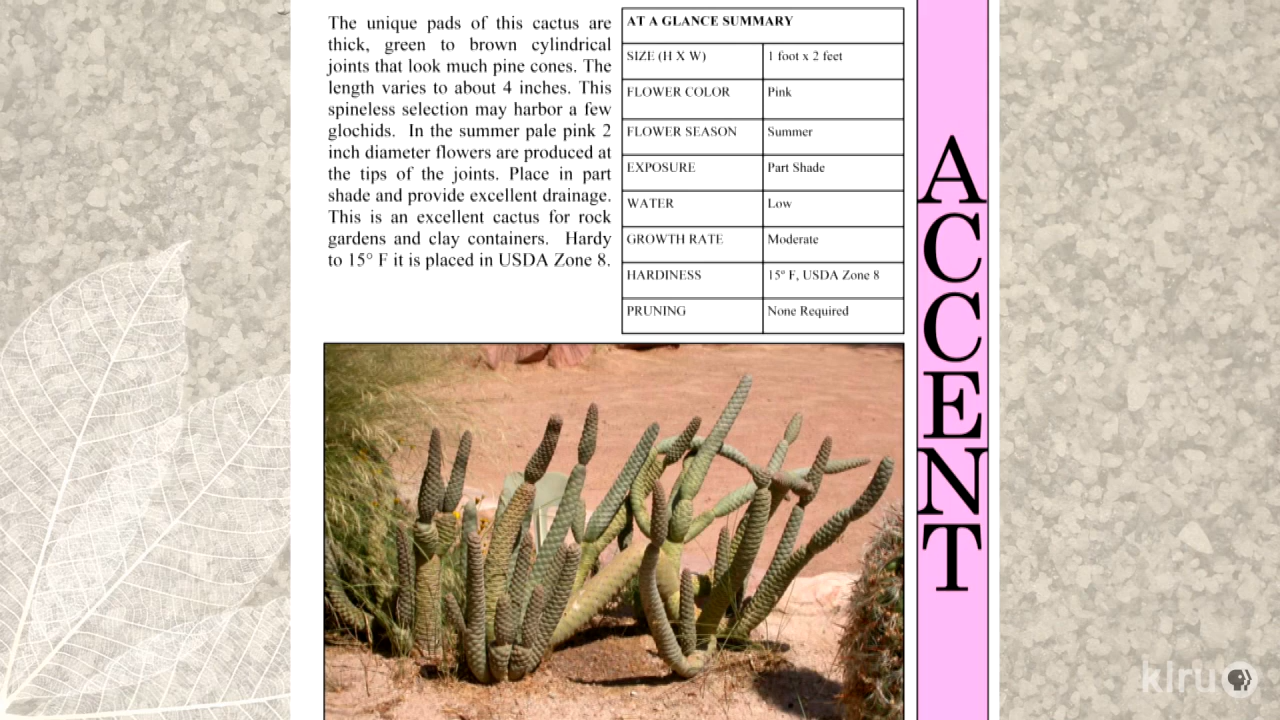 The unique pads of this cactus are
thick, green to brown cylindrical
joints that look much pine cones. The
length varies to about 4 inches. This
spineless selection may harbor a few
glochids. In the summer pale pink 2
inch diameter flowers are produced at
the tips of the joints. Place in part
shade and provide excellent drainage.
This is an excellent cactus for rock
gardens and clay containers. Hardy
to 15° F it is placed in USDA Zone 8.
AT A GLANCE SUMMARY
SIZE (H X W) 1 foot x 2 feet
FLOWER COLOR Pink
FLOWER SEASON Summer
EXPOSURE Part Shade
WATER Low
GROWTH RATE Moderate
HARDINESS 15º F, USDA Zone 8
PRUNING None Required
ACCENT
kiru